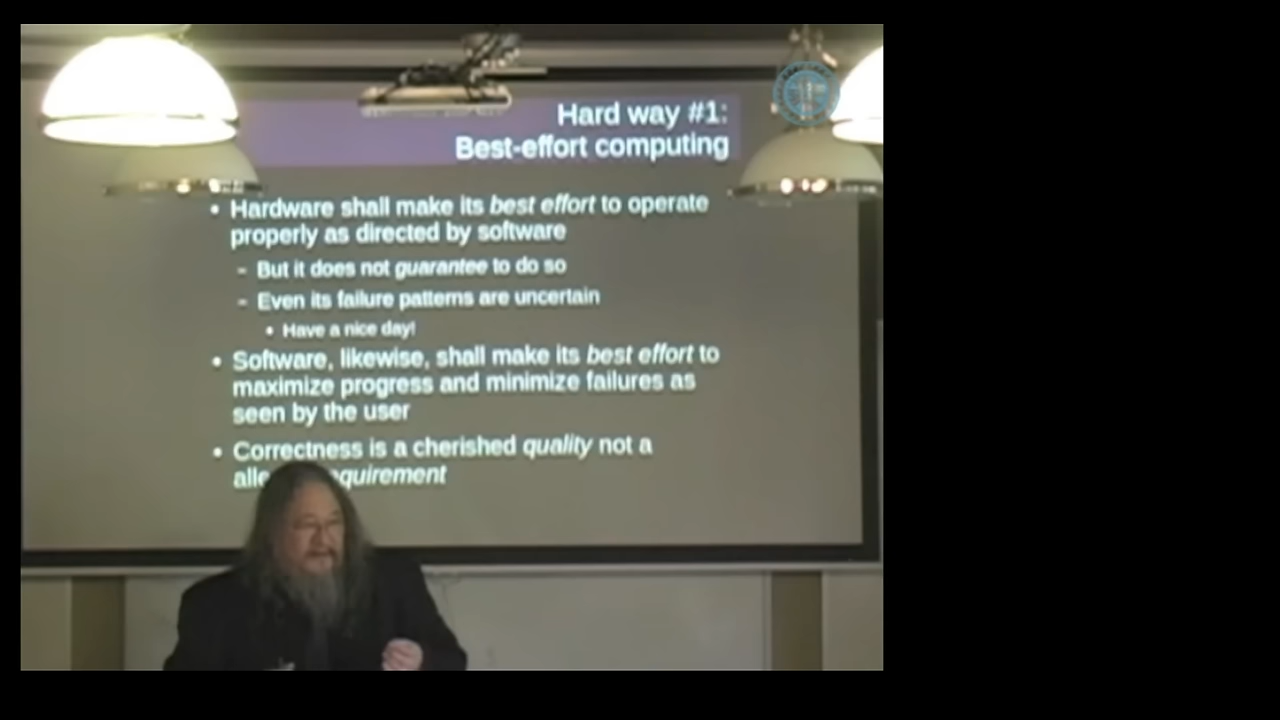 Hard way #1:
Best-effort computing
• Hardware shall make its best effort to operate
properly as directed by software
- But it does not guarantee to do so
- Even its failure patterns are uncertain
• Have a nice day!
• Software, likewise, shall make its best effort to
maximize progress and minimize failures as
seen by the user
• Correctness is a cherished quality not a